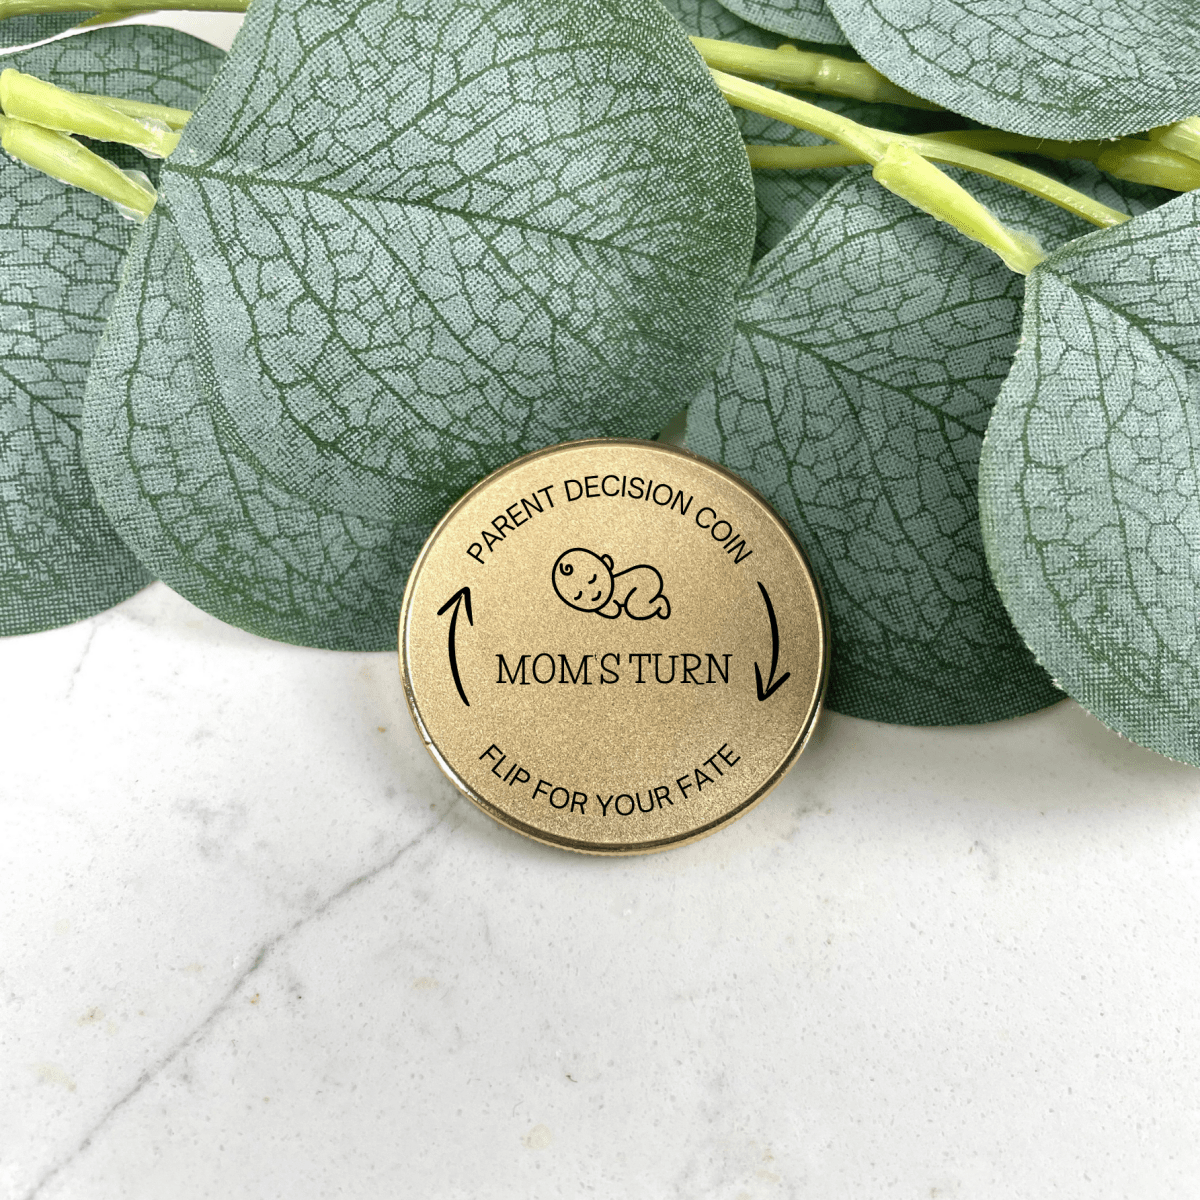 PARENT DECISION COIN
MOM'S TURN
FLIP FOR YOUR FATE